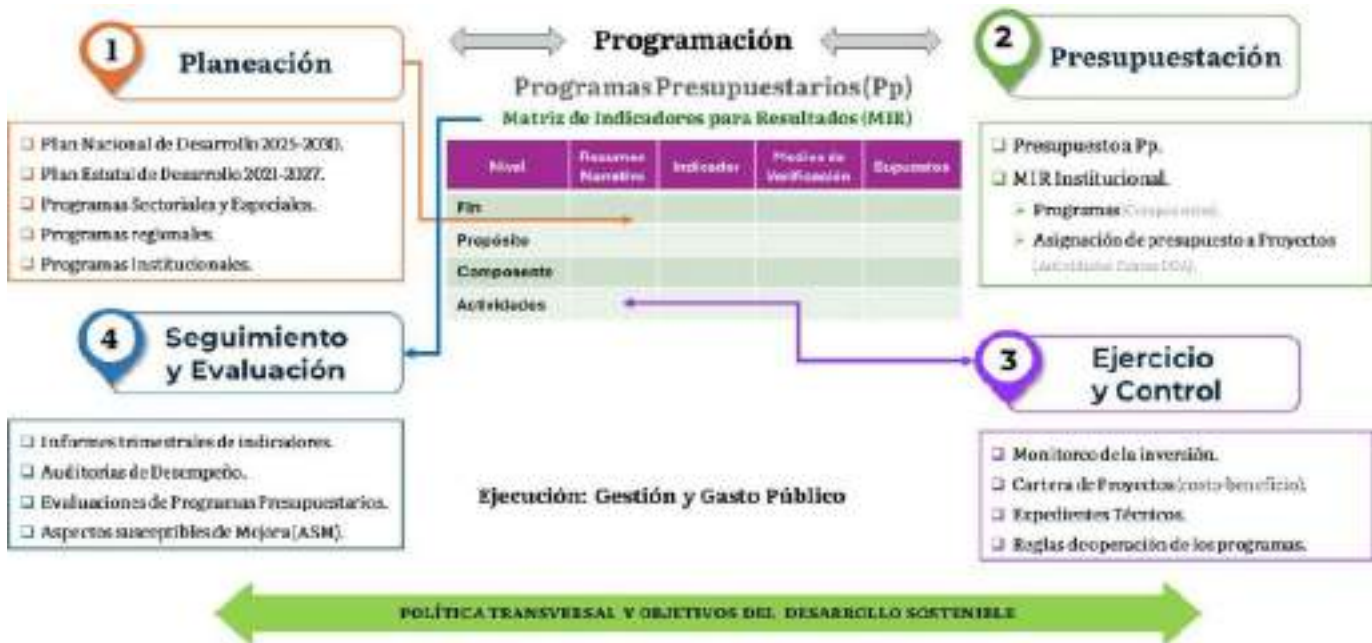 1
Planeación
Plan Nacional de Desarrollo 2025-2030.
Plan Estatal de Desarrollo 2021-2027.
Programas Sectoriales y Especiales.
Programas regionales.
Programas Institucionales.
Programación
Programas Presupuestarios (Pp)
Matriz de Indicadores para Resultados (MIR)
Nivel
Resumen
Narrativo
Indicador
Medios de
Verificación
Supuestos
Fin
Propósito
Componente
Actividades
2
Presupuestación
Presupuesto a Pp.
MIR Institucional.
Programas (Componentes).
Asignación de presupuesto a Proyectos
4
Seguimiento
y Evaluación
Informes trimestrales de indicadores.
Auditorías de Desempeño.
Evaluaciones de Programas Presupuestarios.
Aspectos susceptibles de Mejora (ASM).
Ejecución: Gestión y Gasto Público
3
Ejercicio
y Control
Monitoreo de la inversión.
Cartera de Proyectos (costo-beneficio).
Expedientes Técnicos.
Reglas de operación de los programas.
POLÍTICA TRANSVERSAL Y OBJETIVOS DEL DESARROLLO SOSTENIBLE